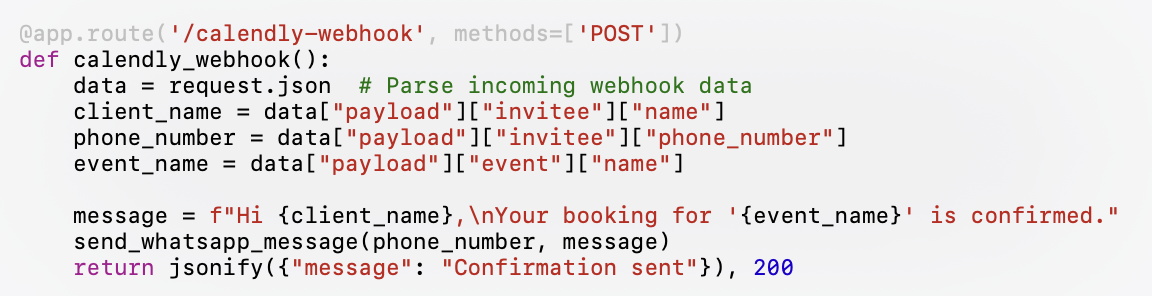 @app.route('/calendly-webhook', methods=['POST'])
def calendly_webhook():
    data = request.json  # Parse incoming webhook data
    client_name = data["payload"]["invitee"]["name"]
    phone_number = data["payload"]["invitee"]["phone_number"]
    event_name = data["payload"]["event"]["name"]

    message = f"Hi {client_name},\nYour booking for '{event_name}' is confirmed."
    send_whatsapp_message(phone_number, message)
    return jsonify({"message": "Confirmation sent"}), 200